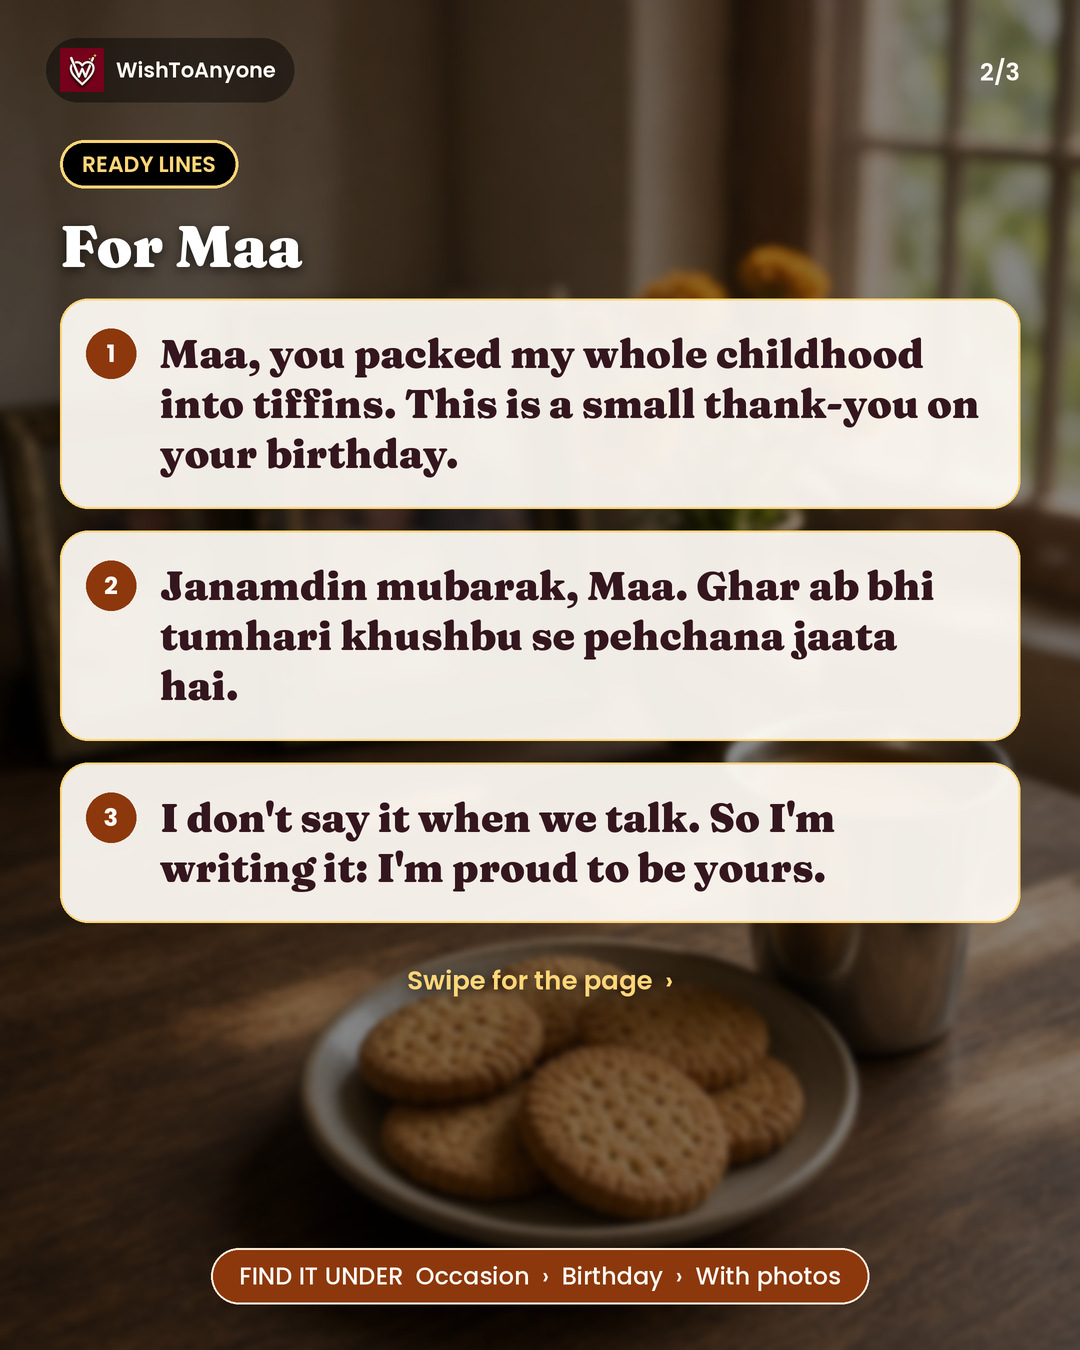 WishToAnyone
2/3
READY LINES
For Maa
1 Maa, you packed my whole childhood
into tiffins. This is a small thank-you on
your birthday.
2 Janamdin mubarak, Maa. Ghar ab bhi
tumhari khushbu se pehchana jaata
hai.
3 I don't say it when we talk. So I'm
writing it: I'm proud to be yours.
Swipe for the page ›
FIND IT UNDER Occasion › Birthday › With photos